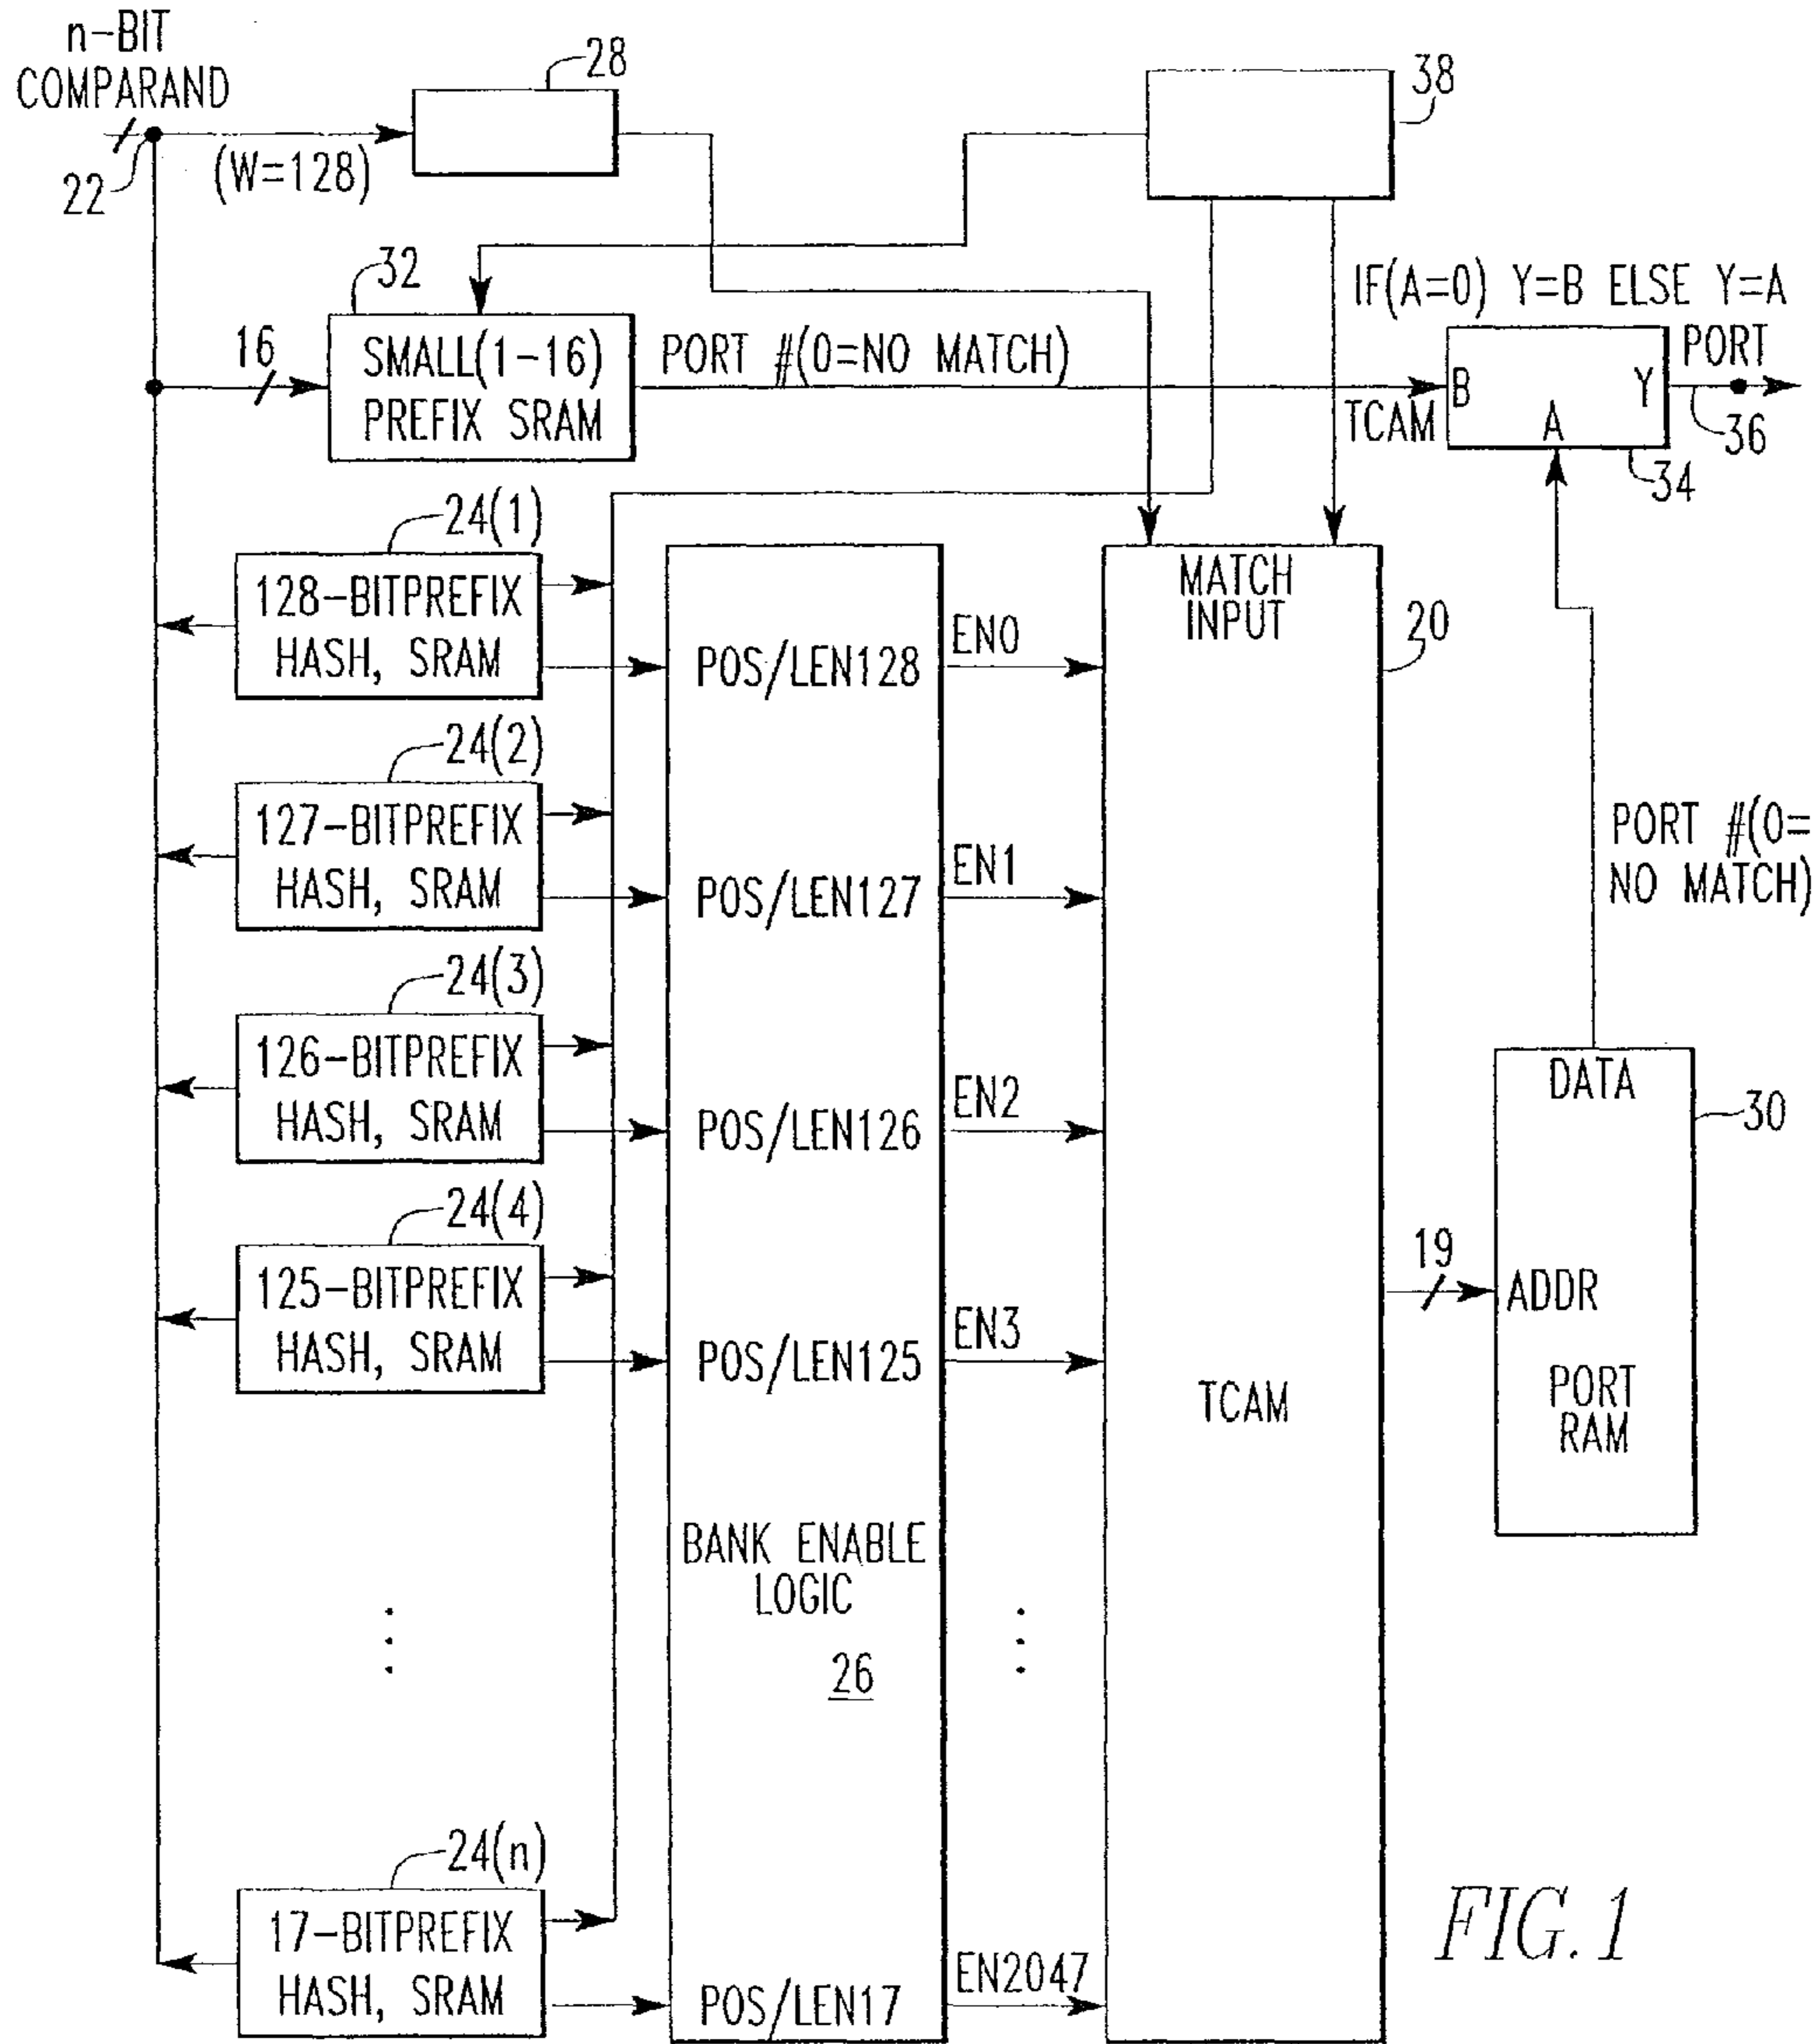 n-BIT
COMPARAND
22
(W=128)
28
38
32
16
SMALL(1-16)
PREFIX SRAM
PORT #(0=NO MATCH)
IF(A=0) Y=B ELSE Y=A
TCAM
B
A
Y
PORT
36
34
24(1)
128-BITPREFIX
HASH, SRAM
24(2)
127-BITPREFIX
HASH, SRAM
24(3)
126-BITPREFIX
HASH, SRAM
24(4)
125-BITPREFIX
HASH, SRAM
24(n)
17-BITPREFIX
HASH, SRAM
POS/LEN128
POS/LEN127
POS/LEN126
POS/LEN125
BANK ENABLE
LOGIC
26
POS/LEN17
EN0
EN1
EN2
EN3
EN2047
MATCH
INPUT
20
TCAM
19
PORT #(0=
NO MATCH)
DATA
30
ADDR
PORT
RAM
FIG. 1